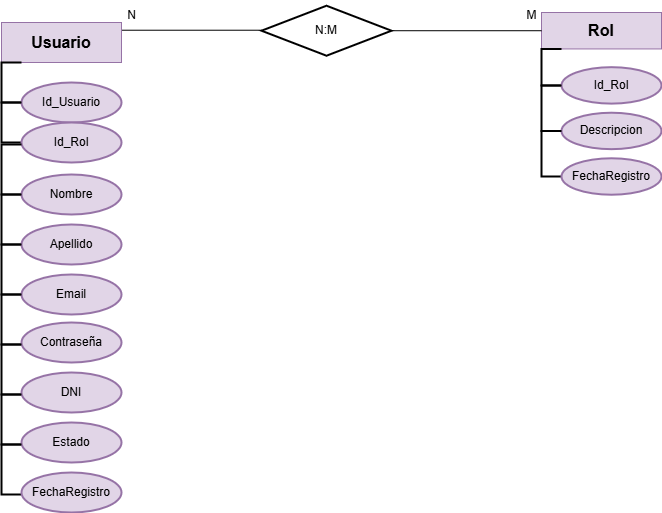 N
N:M
M
Usuario
Rol
Id_Usuario
Id_Rol
Nombre
Apellido
Email
Contraseña
DNI
Estado
FechaRegistro
Id_Rol
Descripcion
FechaRegistro